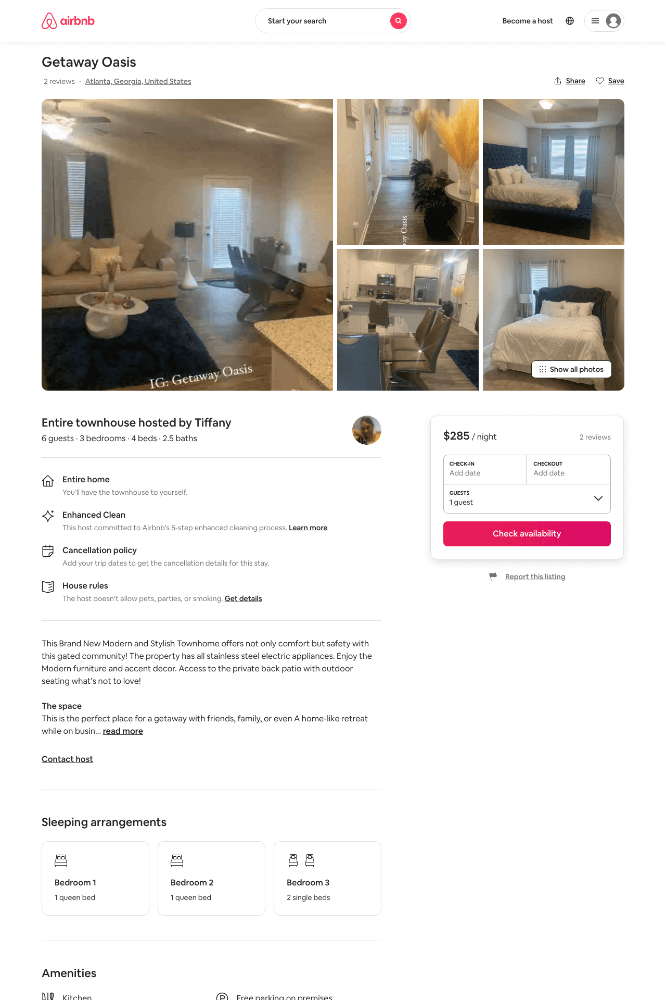 airbnb
Start your search
Become a host
Getaway Oasis
2 reviews · Atlanta, Georgia, United States
Share
Save
way Oasis
IG: Getaway Oasis
Show all photos
Entire townhouse hosted by Tiffany
6 guests · 3 bedrooms · 4 beds · 2.5 baths
$285 / night
2 reviews
CHECK-IN
Add date
CHECKOUT
Add date
GUESTS
1 guest
Check availability
Report this listing
Entire home
You’ll have the townhouse to yourself.
Enhanced Clean
This host committed to Airbnb's 5-step enhanced cleaning process. Learn more
Cancellation policy
Add your trip dates to get the cancellation details for this stay.
House rules
The host doesn’t allow pets, parties, or smoking. Get details
This Brand New Modern and Stylish Townhome offers not only comfort but safety with
this gated community! The property has all stainless steel electric appliances. Enjoy the
Modern furniture and accent decor. Access to the private back patio with outdoor
seating what’s not to love!
The space
This is the perfect place for a getaway with friends, family, or even A home-like retreat
while on busin... read more
Contact host
Sleeping arrangements
Bedroom 1
1 queen bed
Bedroom 2
1 queen bed
Bedroom 3
2 single beds
Amenities
Kitchen
Free parking on premises